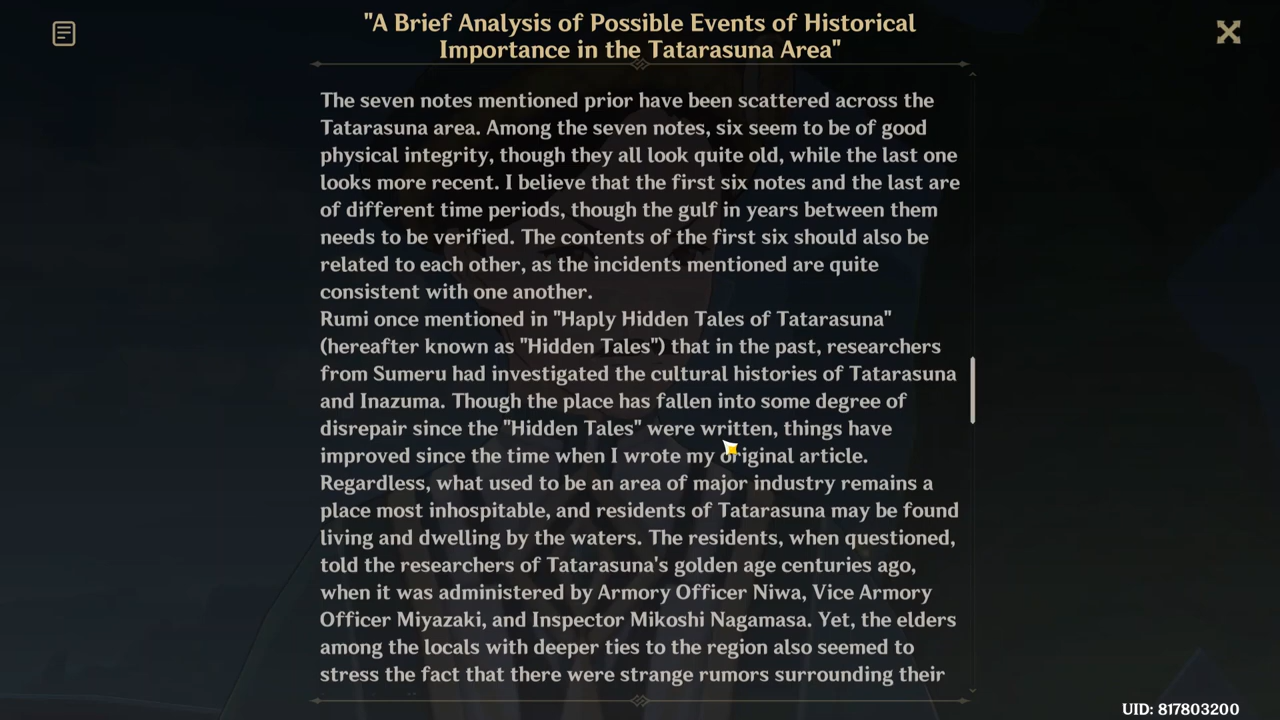 "A Brief Analysis of Possible Events of Historical
Importance in the Tatarasuna Area"
The seven notes mentioned prior have been scattered across the
Tatarasuna area. Among the seven notes, six seem to be of good
physical integrity, though they all look quite old, while the last one
looks more recent. I believe that the first six notes and the last are
of different time periods, though the gulf in years between them
needs to be verified. The contents of the first six should also be
related to each other, as the incidents mentioned are quite
consistent with one another.
Rumi once mentioned in "Haply Hidden Tales of Tatarasuna"
(hereafter known as "Hidden Tales") that in the past, researchers
from Sumeru had investigated the cultural histories of Tatarasuna
and Inazuma. Though the place has fallen into some degree of
disrepair since the "Hidden Tales" were written, things have
improved since the time when I wrote my original article.
Regardless, what used to be an area of major industry remains a
place most inhospitable, and residents of Tatarasuna may be found
living and dwelling by the waters. The residents, when questioned,
told the researchers of Tatarasuna's golden age centuries ago,
when it was administered by Armory Officer Niwa, Vice Armory
Officer Miyazaki, and Inspector Mikoshi Nagamasa. Yet, the elders
among the locals with deeper ties to the region also seemed to
stress the fact that there were strange rumors surrounding their
UID: 817803200